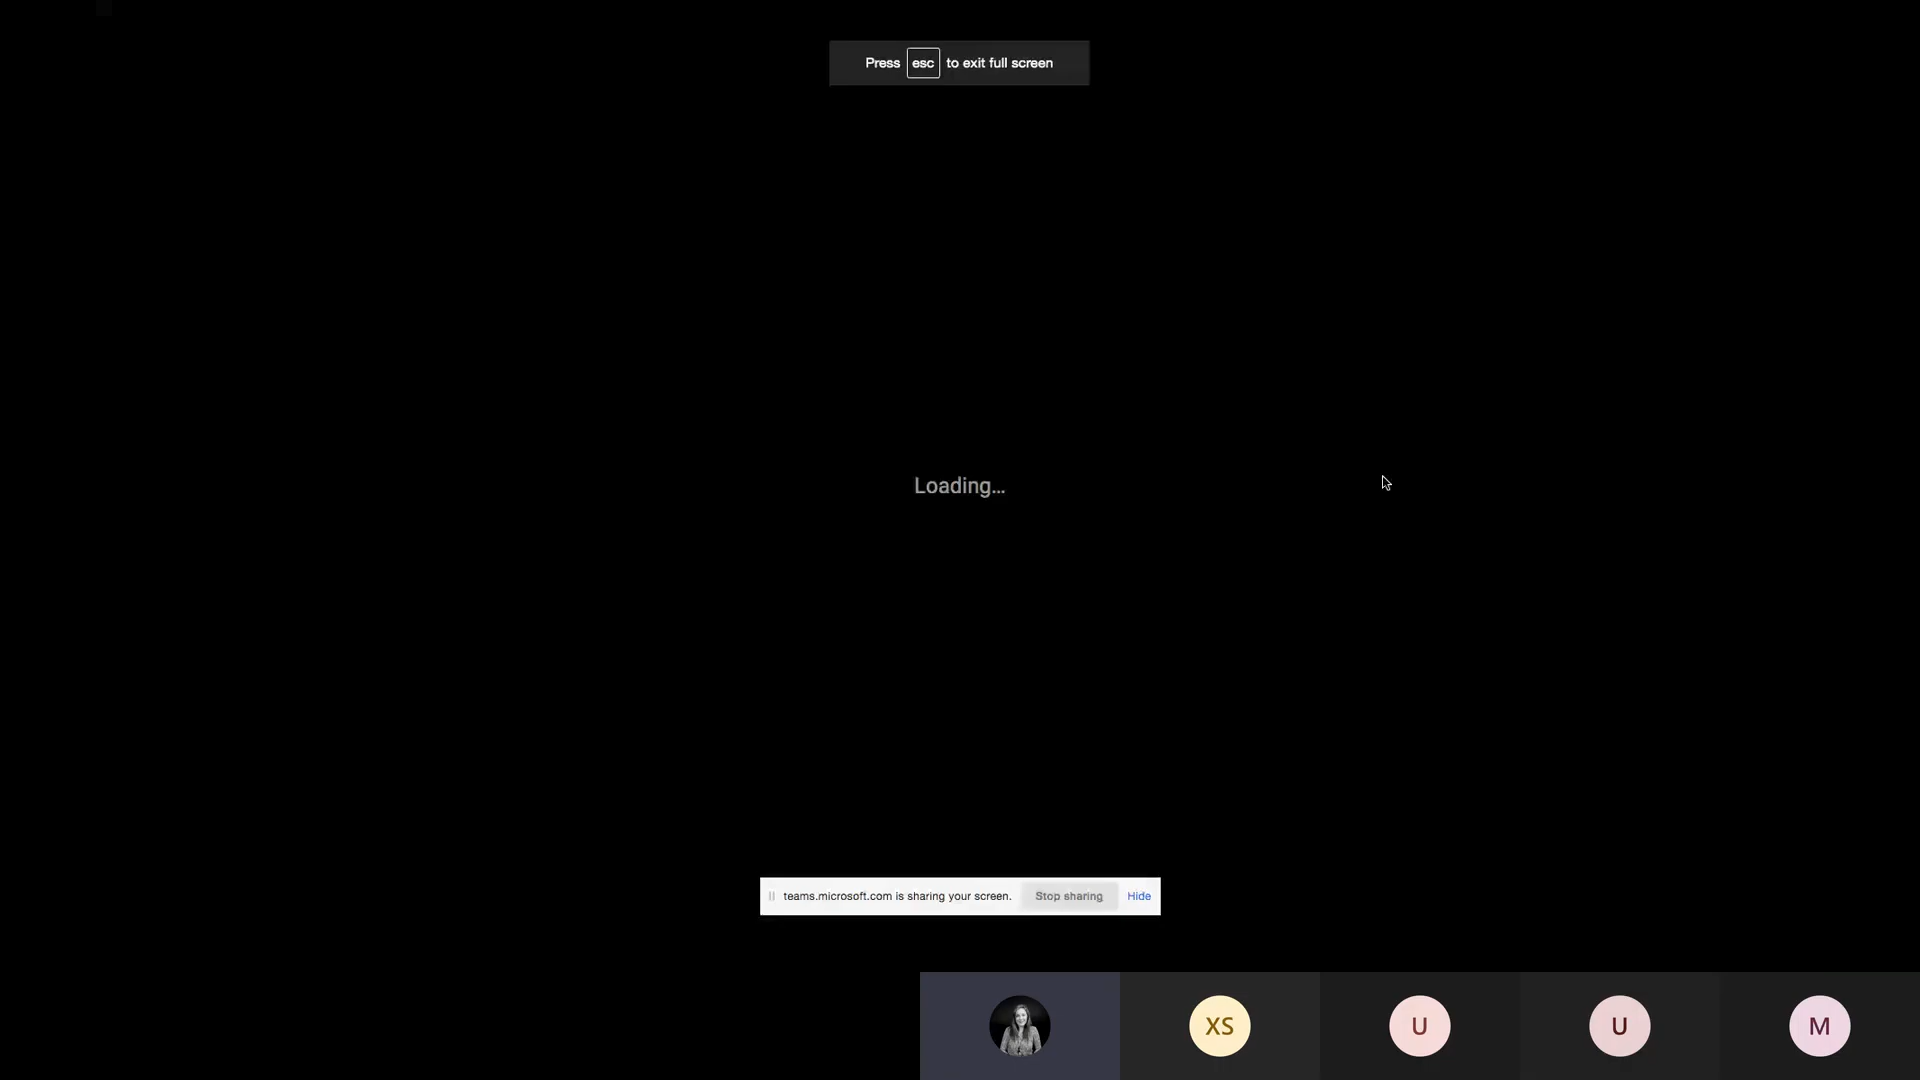 Press esc to exit full screen
Loading...
teams.microsoft.com is sharing your screen. Stop sharing Hide
XS U U M